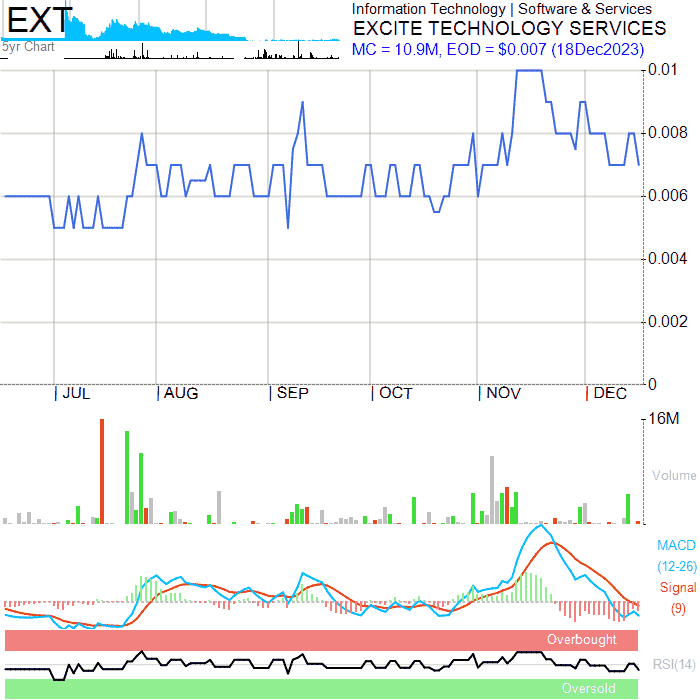 EXT
5yr Chart
Information Technology | Software & Services
EXCITE TECHNOLOGY SERVICES
MC = 10.9M, EOD = $0.007 (18Dec2023)
0.01
0.008
0.006
0.004
0.002
0
JUL AUG SEP OCT NOV DEC
16M
Volume
MACD
(12-26)
Signal
(9)
Overbought
RSI(14)
Oversold